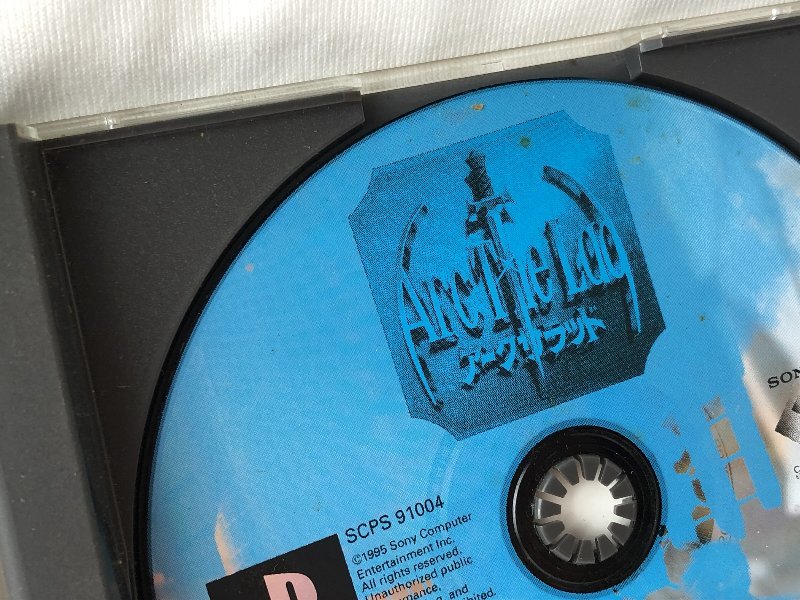 Arc The Lad
アークザラッド
SCPS 91004
©1995 Sony Computer
Entertainment Inc.
All rights reserved.
Unauthorized public
and